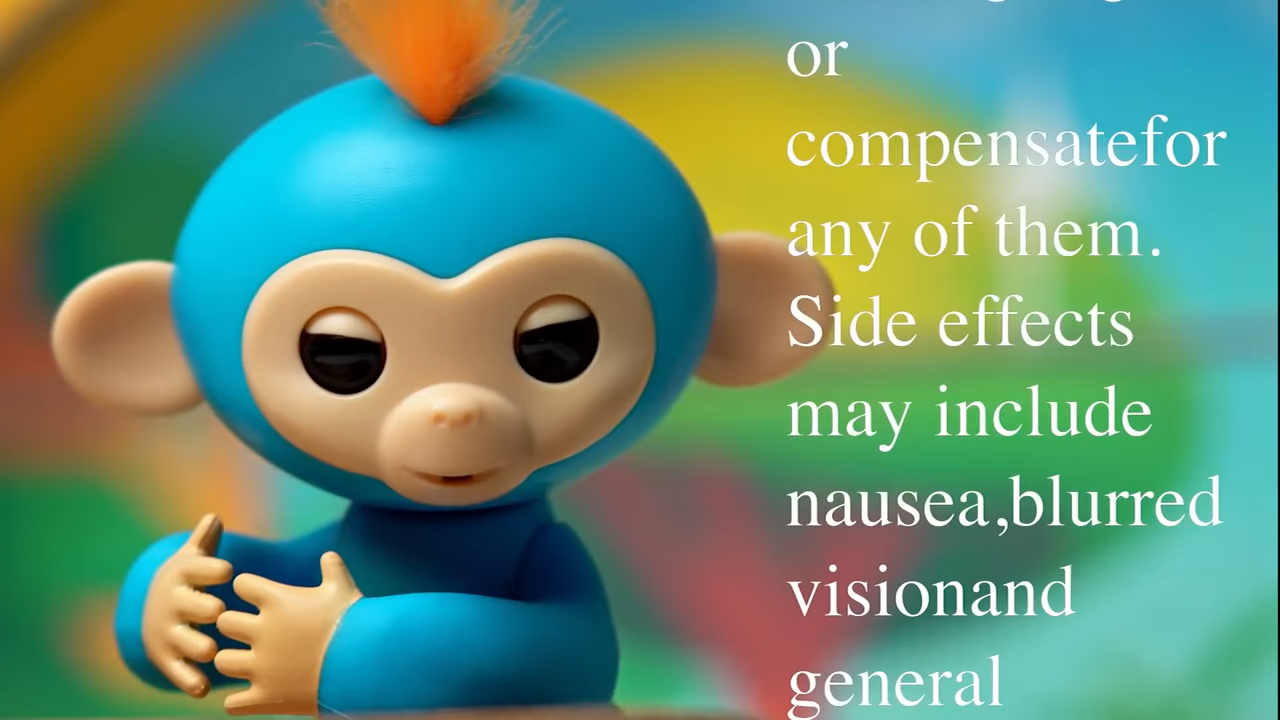 or
compensatefor
any of them.
Side effects
may include
nausea,blurred
visionand
general